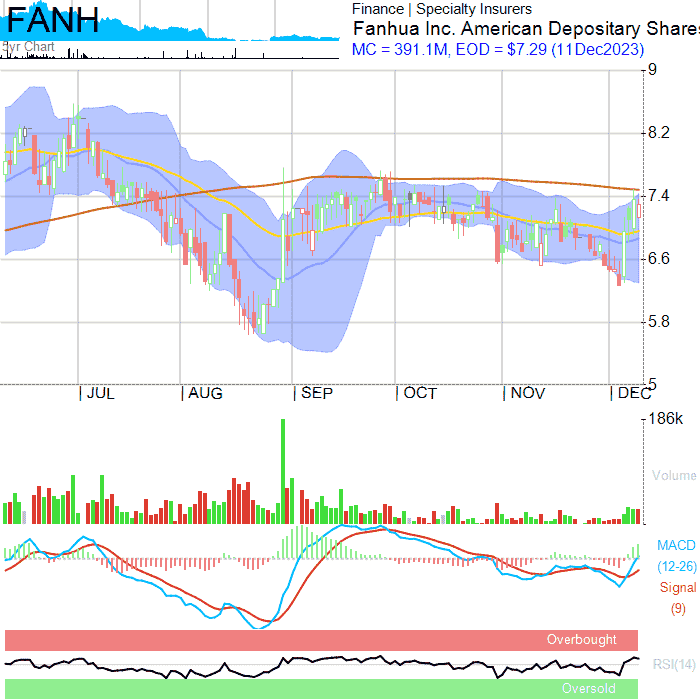 FANH
5yr Chart
Finance | Specialty Insurers
Fanhua Inc. American Depositary Shares
MC = 391.1M, EOD = $7.29 (11Dec2023)
9
8.2
7.4
6.6
5.8
5
| JUL | AUG | SEP | OCT | NOV | DEC
186k
Volume
MACD
(12-26)
Signal
(9)
Overbought
RSI(14)
Oversold